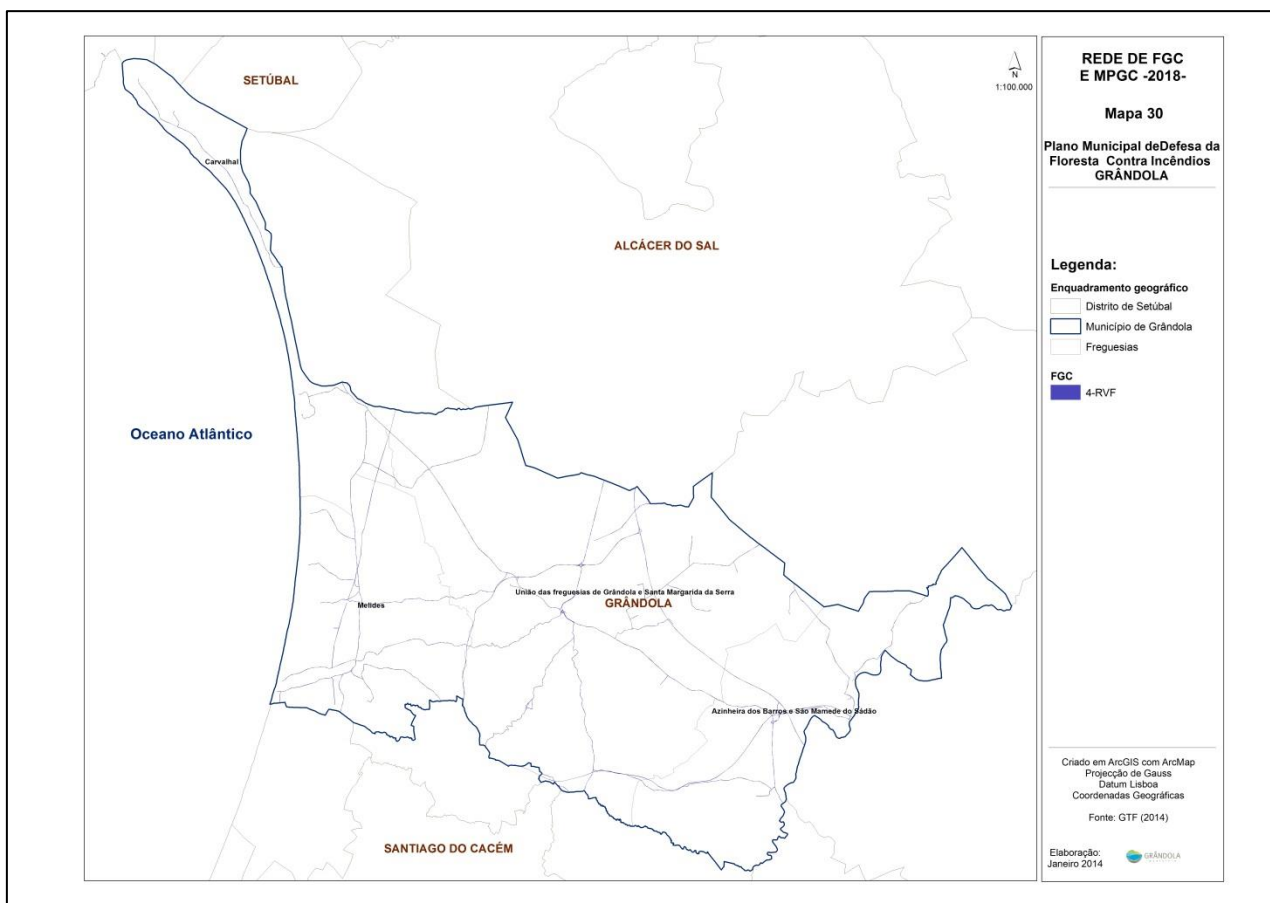 SETÚBAL
N
1:100.000
Carvalhal
ALCÁCER DO SAL
Oceano Atlântico
União das freguesias de Grândola e Santa Margarida da Serra
GRÂNDOLA
Melides
Azinheira dos Barros e São Mamede do Sádão
SANTIAGO DO CACÉM
REDE DE FGC
E MPGC -2018-
Mapa 30
Plano Municipal deDefesa da
Floresta Contra Incêndios
GRÂNDOLA
Legenda:
Enquadramento geográfico
Distrito de Setúbal
Município de Grândola
Freguesias
FGC
4-RVF
Criado em ArcGIS com ArcMap
Projecção de Gauss
Datum Lisboa
Coordenadas Geográficas
Fonte: GTF (2014)
Elaboração:
Janeiro 2014
GRÂNDOLA